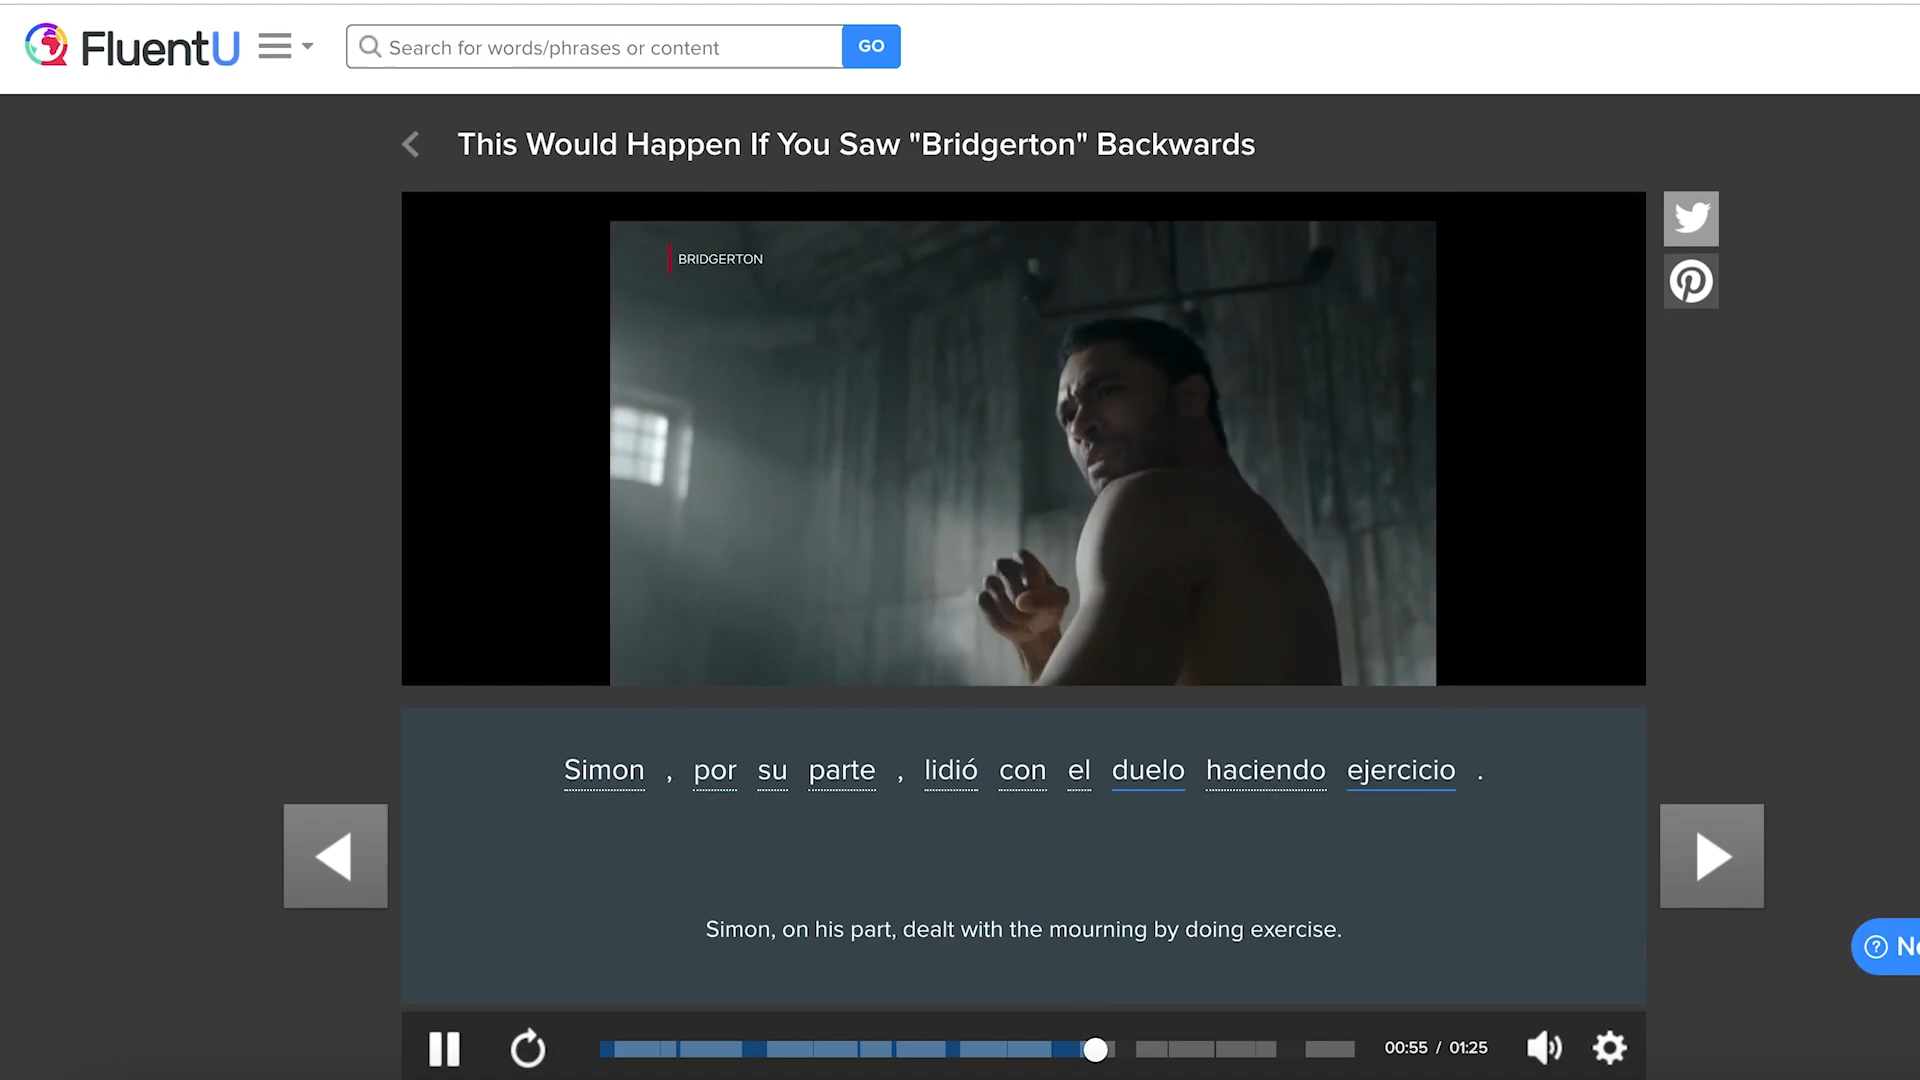 FluentU
Search for words/phrases or content
GO
This Would Happen If You Saw "Bridgerton" Backwards
BRIDGERTON
Simon , por su parte , lidió con el duelo haciendo ejercicio .
Simon, on his part, dealt with the mourning by doing exercise.
00:55 / 01:25